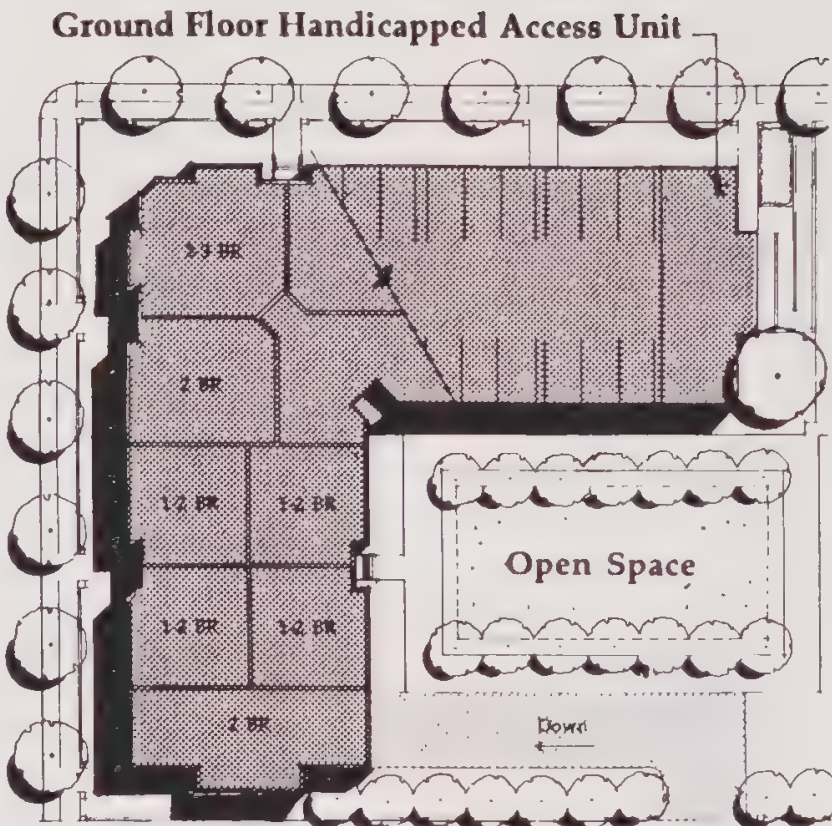 Ground Floor Handicapped Access Unit
2 BR
1-2 BR
1-2 BR
Open Space
1-2 BR
1-2 BR
2 BR
Down